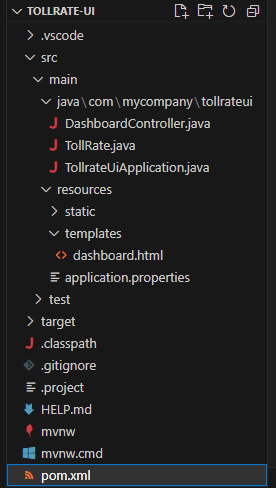 TOLLRATE-UI
.vscode
src
main
java\com\mycompany\tollrateui
DashboardController.java
TollRate.java
TollrateUiApplication.java
resources
static
templates
dashboard.html
application.properties
test
target
.classpath
.gitignore
.project
HELP.md
mvnw
mvnw.cmd
pom.xml